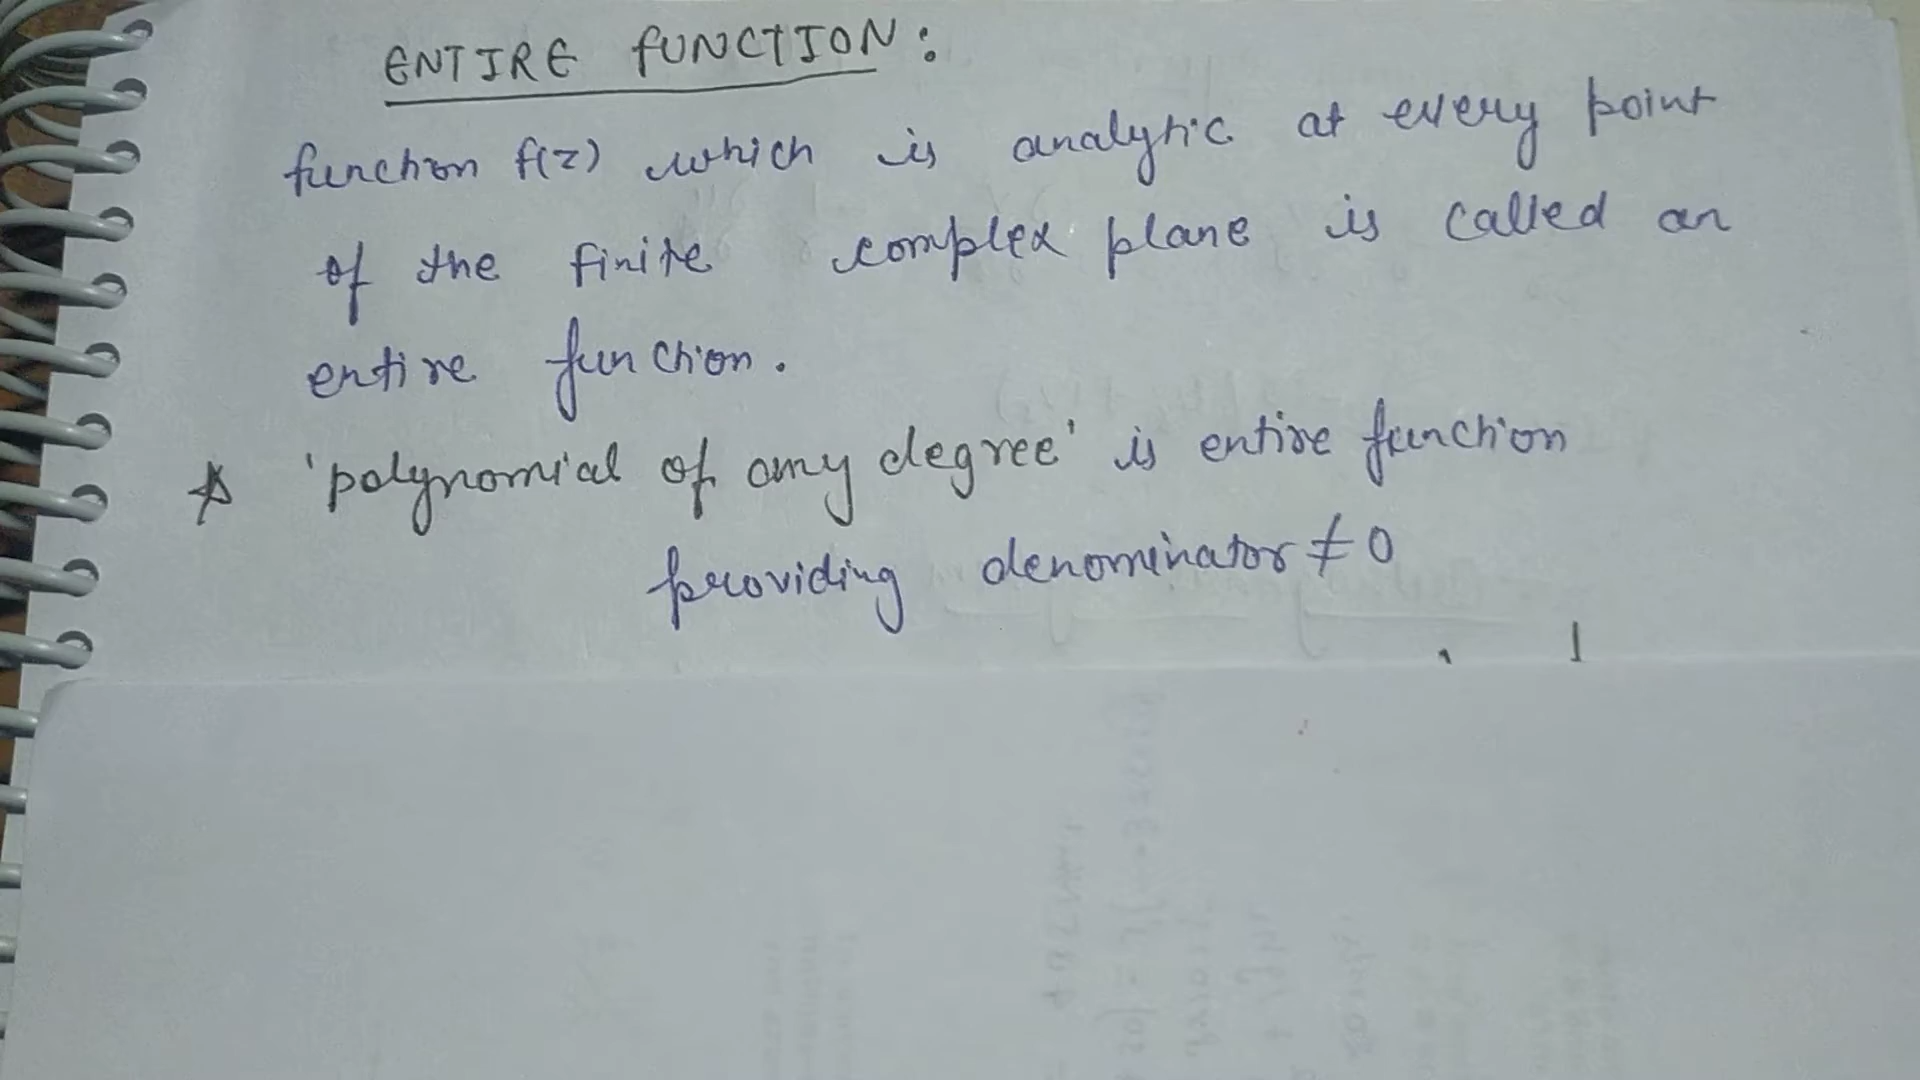 ENTIRE FUNCTION:
function f(z) which is analytic at every point
of the finite complex plane is called an
entire function.
* 'polynomial of any degree' is entire function
providing denominator ≠ 0